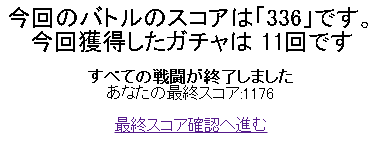 今回のバトルのスコアは「336」です。
今回獲得したガチャは 11回です
すべての戦闘が終了しました
あなたの最終スコア:1176
最終スコア確認へ進む